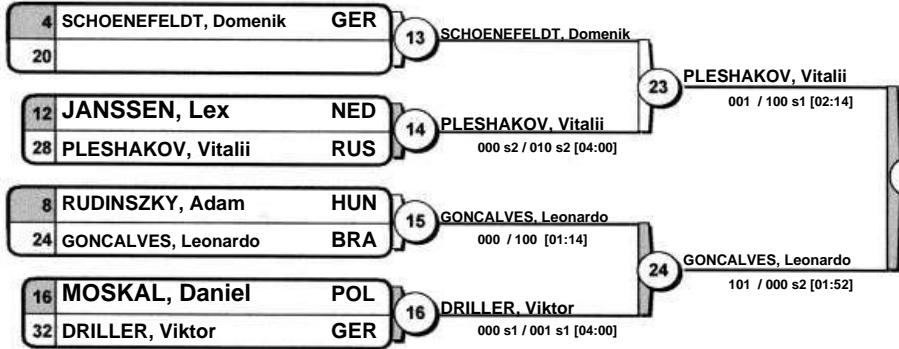 4 SCHOENEFELDT, Domenik GER
20
13
SCHOENEFELDT, Domenik
12 JANSSEN, Lex NED
28 PLESHAKOV, Vitalii RUS
14
PLESHAKOV, Vitalii
000 s2 / 010 s2 [04:00]
23
PLESHAKOV, Vitalii
001 / 100 s1 [02:14]
8 RUDINSZKY, Adam HUN
24 GONCALVES, Leonardo BRA
15
GONCALVES, Leonardo
000 / 100 [01:14]
16 MOSKAL, Daniel POL
32 DRILLER, Viktor GER
16
DRILLER, Viktor
000 s1 / 001 s1 [04:00]
24
GONCALVES, Leonardo
101 / 000 s2 [01:52]